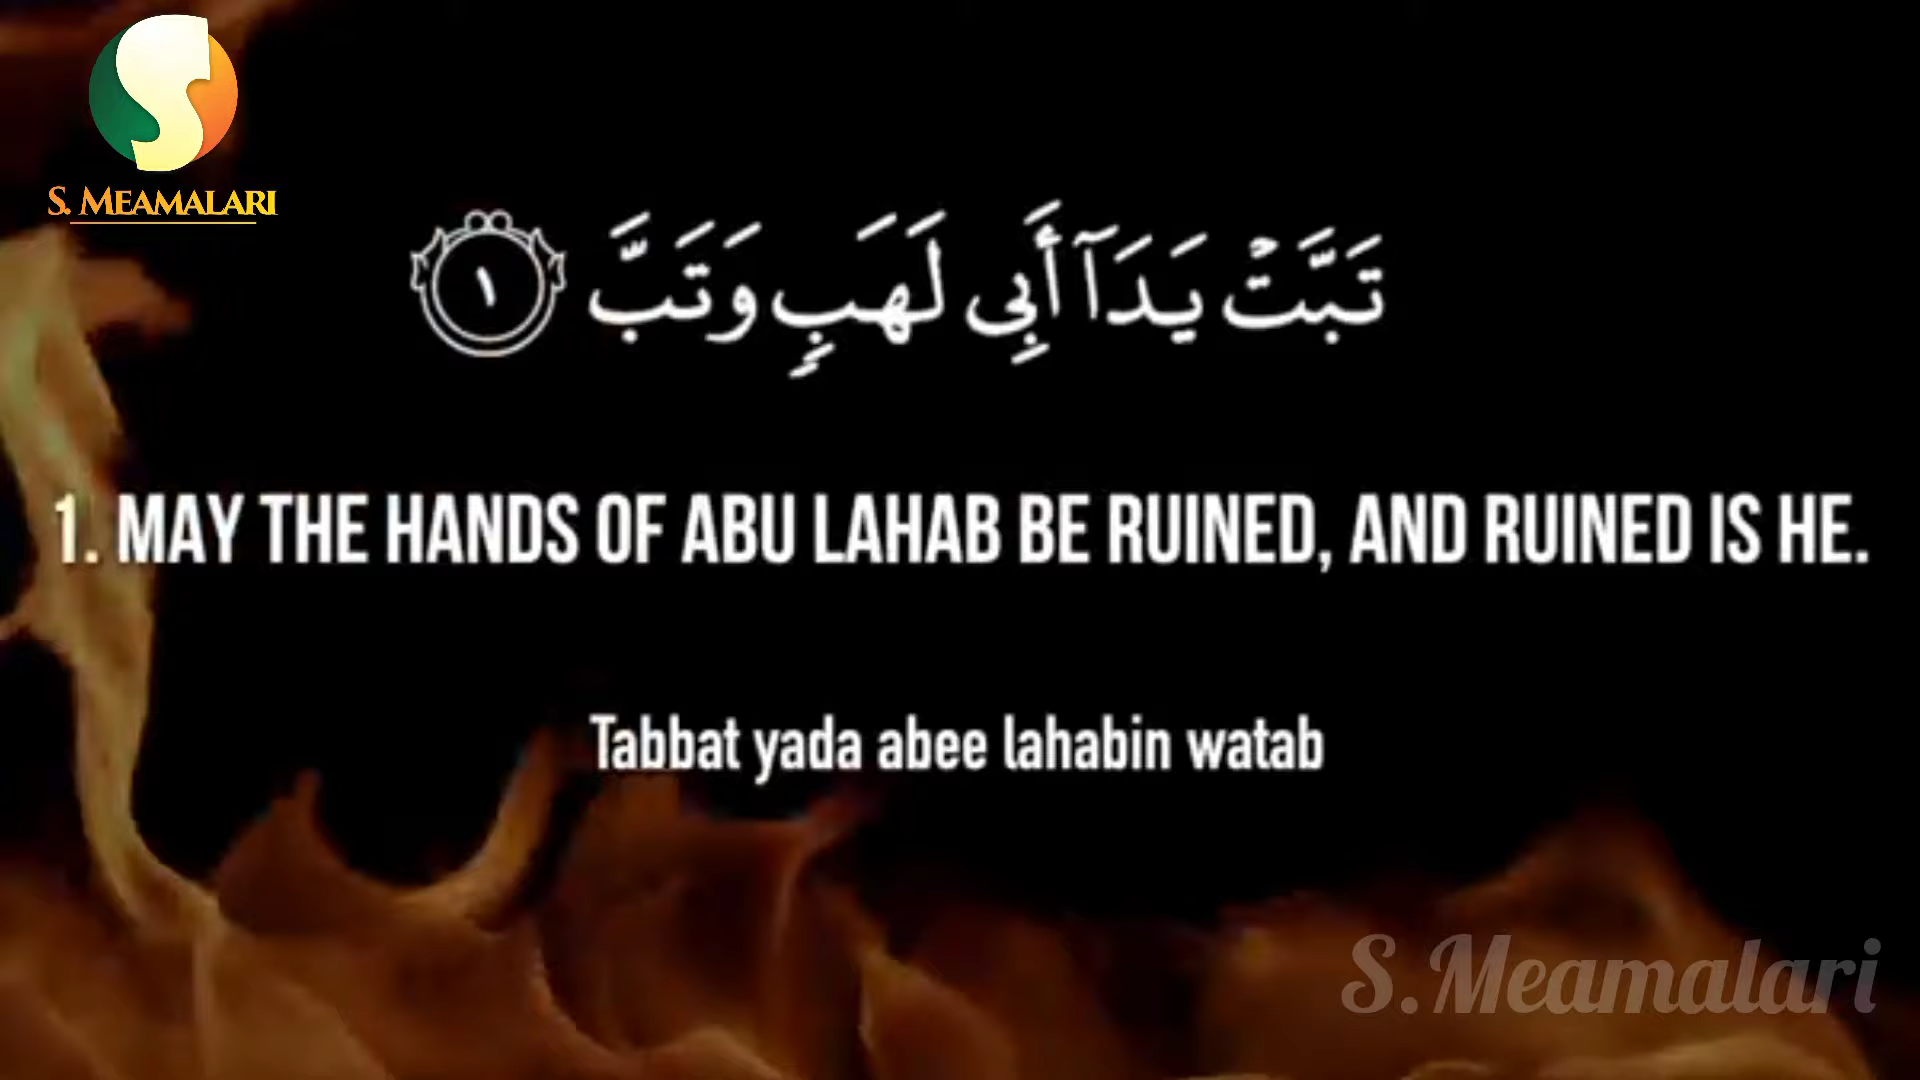 S. MEAMALARI
تَبَّتْ يَدَآ أَبِي لَهَبٍ وَتَبَّ ١
1. MAY THE HANDS OF ABU LAHAB BE RUINED, AND RUINED IS HE.
Tabbat yada abee lahabin watab
S.Meamalari